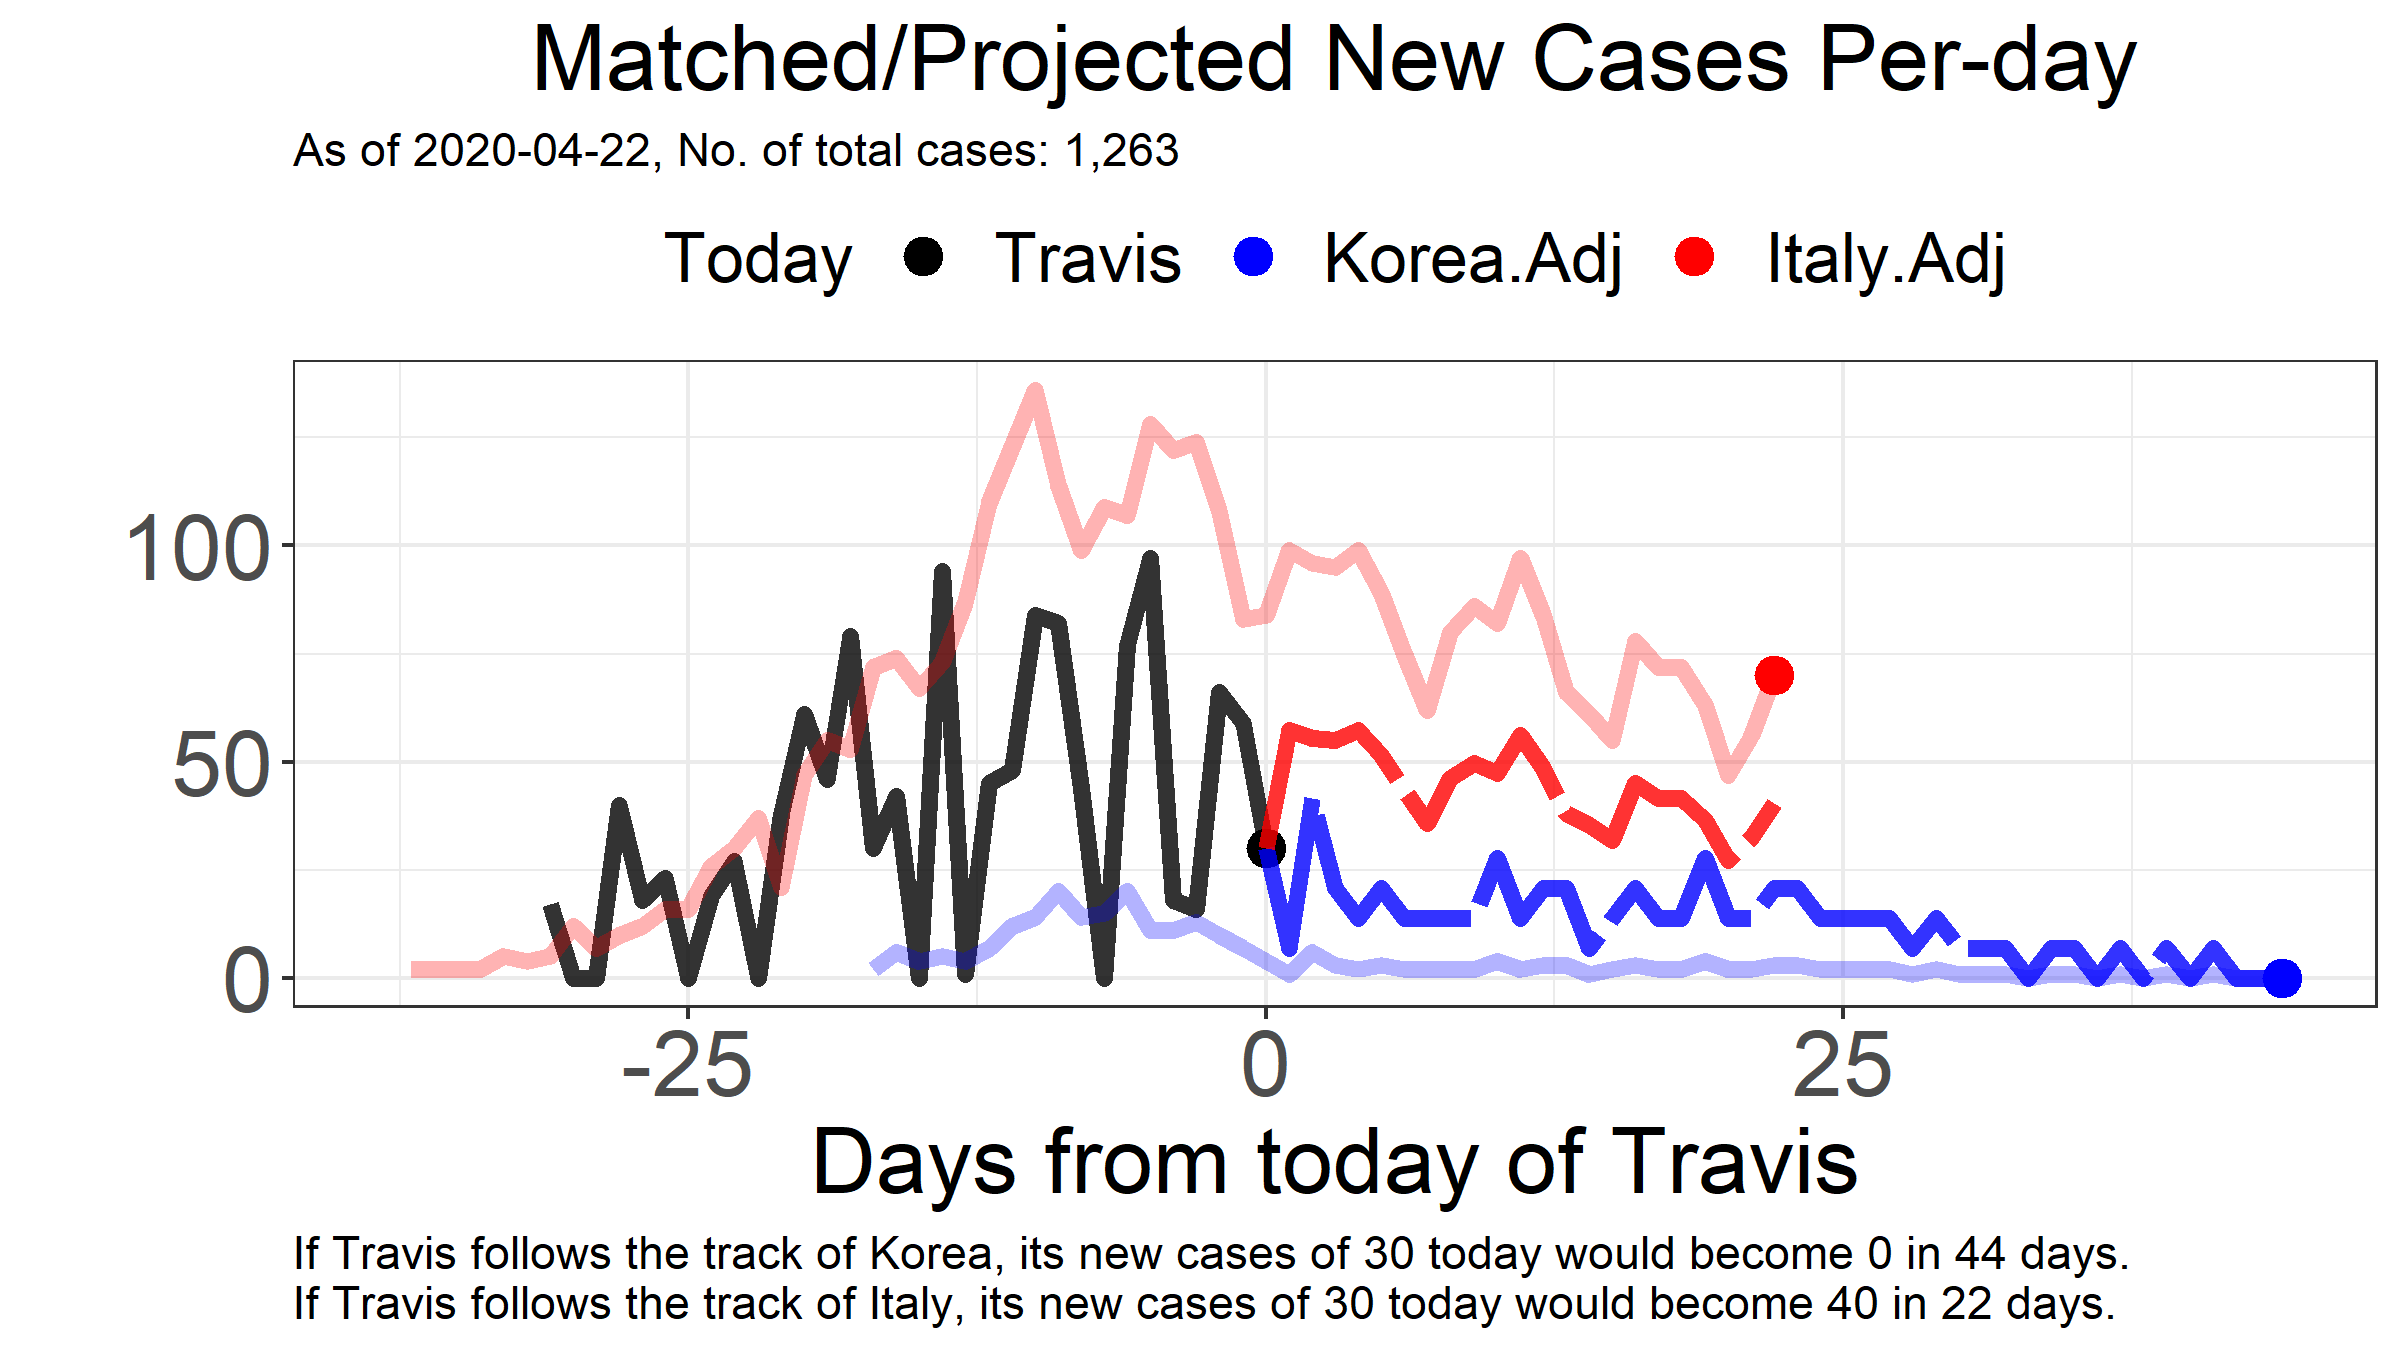 Matched/Projected New Cases Per-day
As of 2020-04-22, No. of total cases: 1,263
Today Travis Korea.Adj Italy.Adj
100
50
0
-25 0 25
Days from today of Travis
If Travis follows the track of Korea, its new cases of 30 today would become 0 in 44 days.
If Travis follows the track of Italy, its new cases of 30 today would become 40 in 22 days.